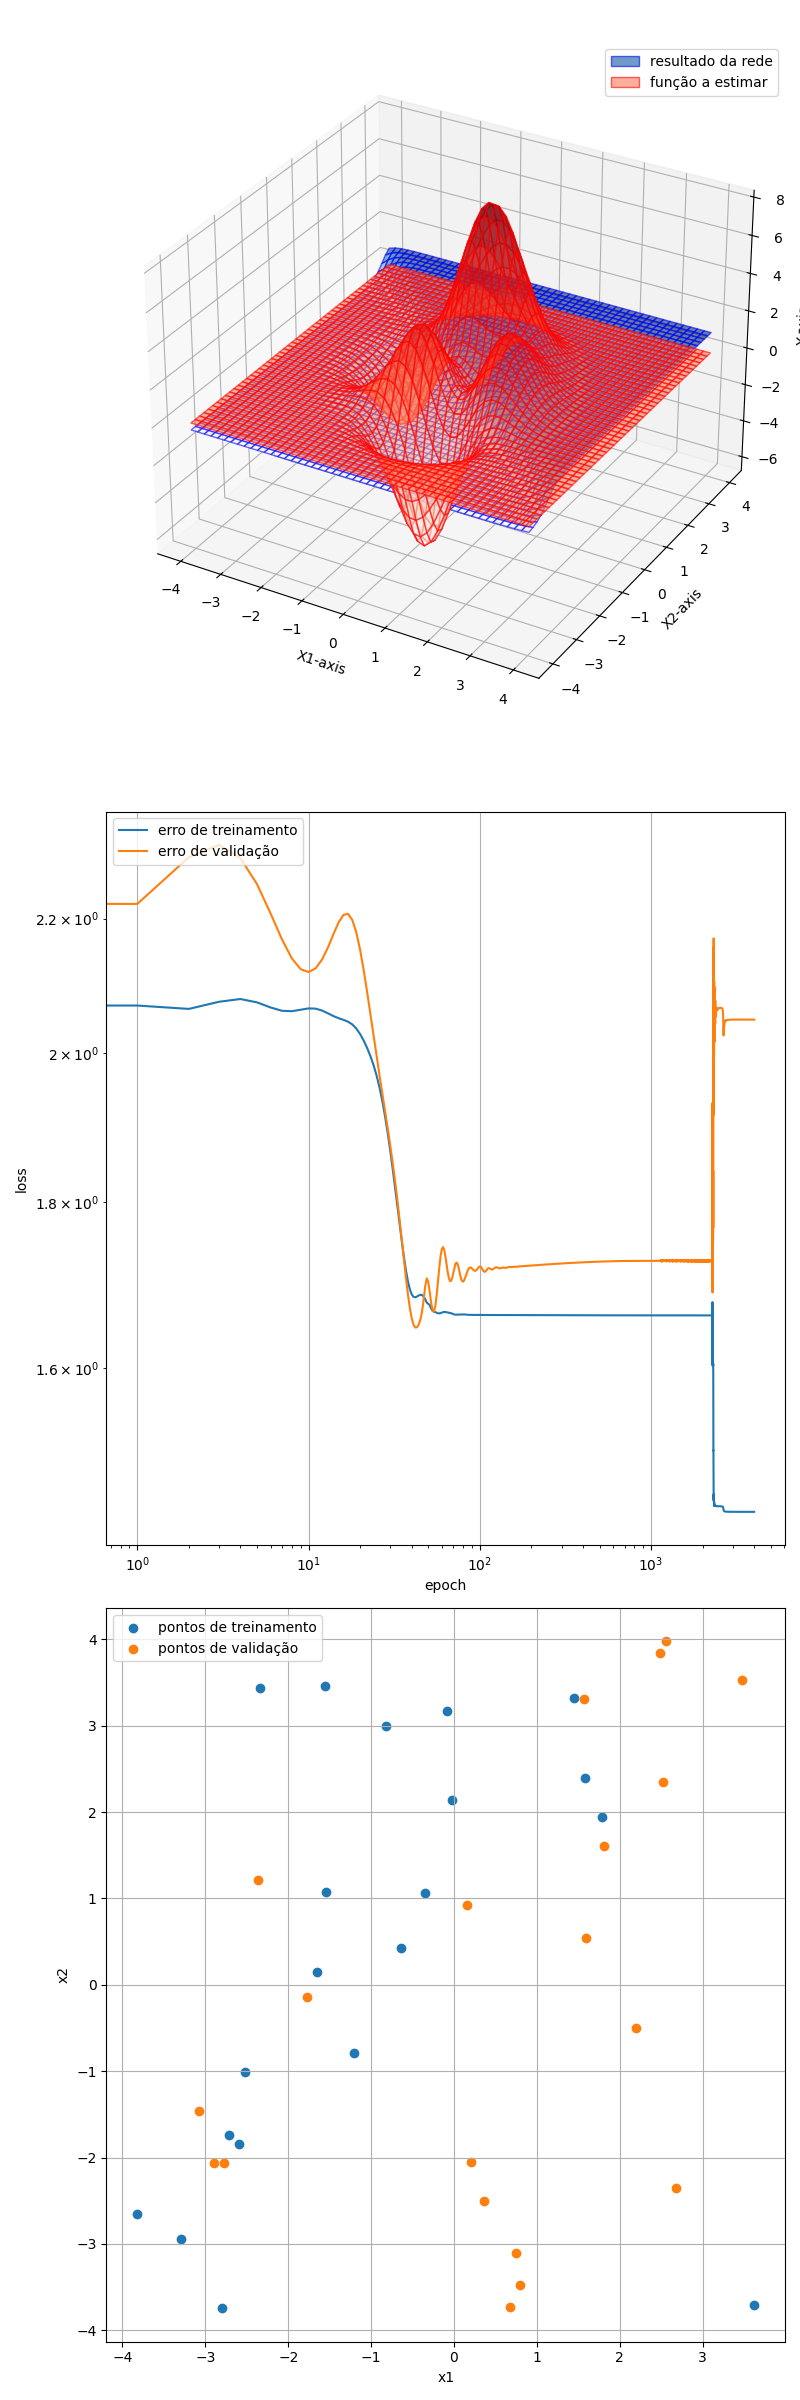 resultado da rede
função a estimar
8
6
4
2
0
−2
−4
−6
4
3
2
1
0
−1
−2
−3
−4
X2-axis
−4
−3
−2
−1
0
1
2
3
4
X1-axis
erro de treinamento
erro de validação
2.2 × 10⁰
2 × 10⁰
1.8 × 10⁰
1.6 × 10⁰
loss
10⁰ 10¹ 10² 10³
epoch
pontos de treinamento
pontos de validação
4
3
2
1
0
−1
−2
−3
−4
x2
−4 −3 −2 −1 0 1 2 3
x1